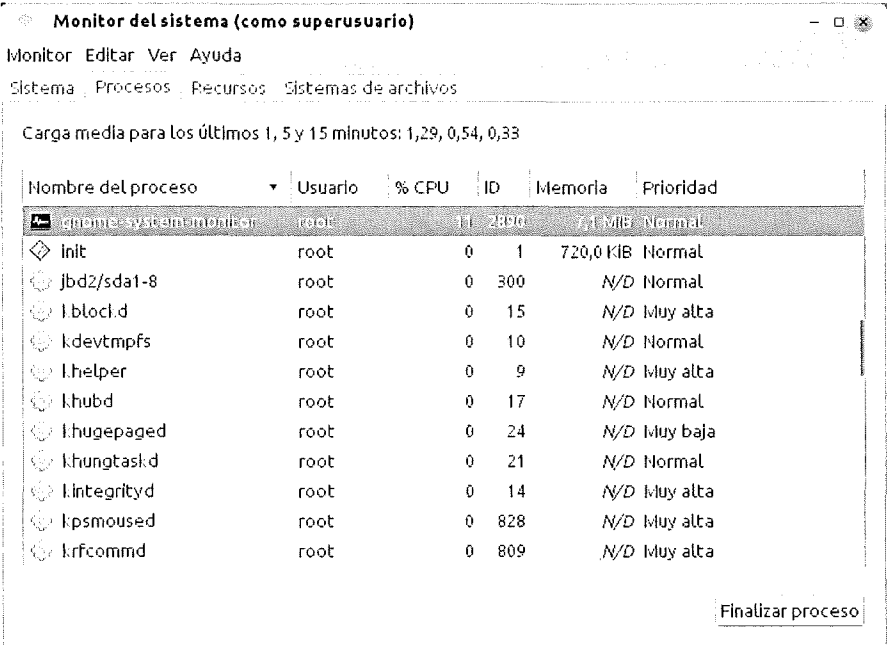 Monitor del sistema (como superusuario)
Monitor Editar Ver Ayuda
Sistema Procesos Recursos Sistemas de archivos
Carga media para los últimos 1, 5 y 15 minutos: 1,29, 0,54, 0,33
Nombre del proceso Usuario % CPU ID Memoria Prioridad
gnome-system-monitor root 11 2890 7,1 MiB Normal
init root 0 1 720,0 KiB Normal
jbd2/sda1-8 root 0 300 N/D Normal
kblockd root 0 15 N/D Muy alta
kdevtmpfs root 0 10 N/D Normal
khelper root 0 9 N/D Muy alta
khubd root 0 17 N/D Normal
khugepaged root 0 24 N/D Muy baja
khungtaskd root 0 21 N/D Normal
kintegrityd root 0 14 N/D Muy alta
kpsmoused root 0 828 N/D Muy alta
krfcommd root 0 809 N/D Muy alta
Finalizar proceso